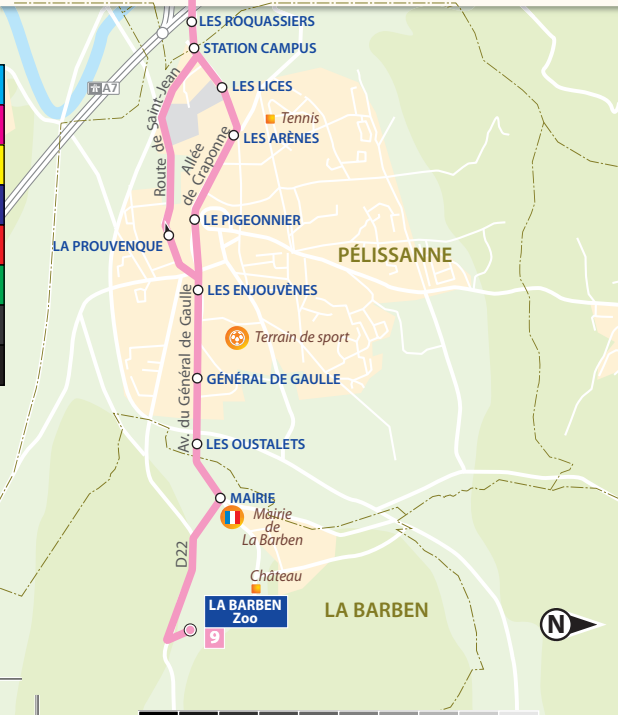 LES ROQUASSIERS
STATION CAMPUS
A7
LES LICES
Route de Saint-Jean
Tennis
LES ARÈNES
Allée
de Craponne
LE PIGEONNIER
LA PROUVENQUE
PÉLISSANNE
LES ENJOUVÈNES
Av. du Général de Gaulle
Terrain de sport
GÉNÉRAL DE GAULLE
LES OUSTALETS
MAIRIE
Mairie
de
La Barben
D22
Château
LA BARBEN
Zoo
9
LA BARBEN
N